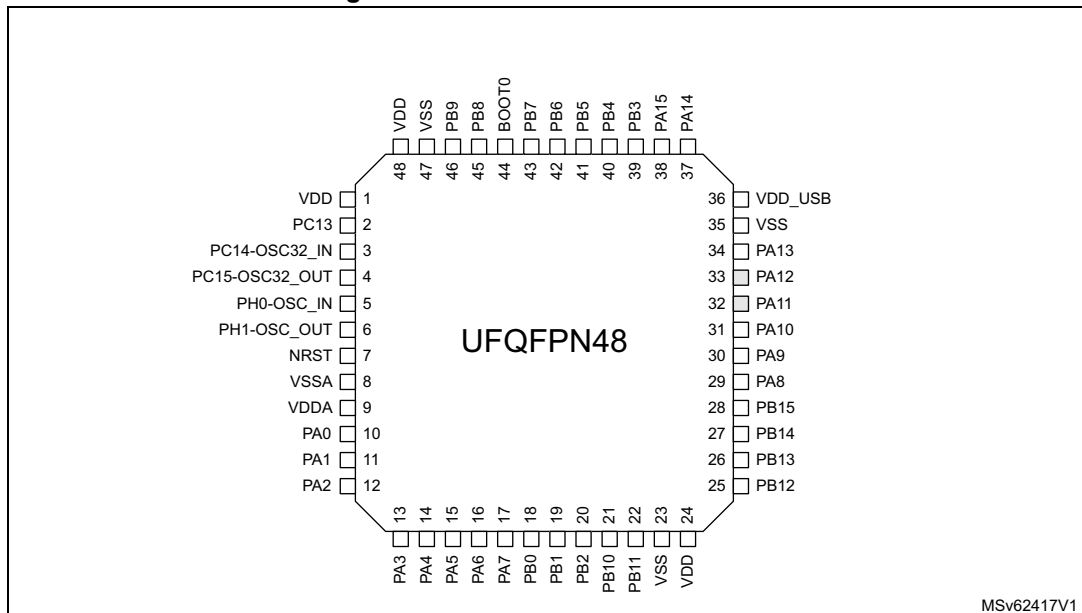 VDD
VSS
PB9
PB8
BOOT0
PB7
PB6
PB5
PB4
PB3
PA15
PA14
48 47 46 45 44 43 42 41 40 39 38 37
VDD 1 36 VDD_USB
PC13 2 35 VSS
PC14-OSC32_IN 3 34 PA13
PC15-OSC32_OUT 4 33 PA12
PH0-OSC_IN 5 32 PA11
PH1-OSC_OUT 6 31 PA10
UFQFPN48
NRST 7 30 PA9
VSSA 8 29 PA8
VDDA 9 28 PB15
PA0 10 27 PB14
PA1 11 26 PB13
PA2 12 25 PB12
13 14 15 16 17 18 19 20 21 22 23 24
PA3
PA4
PA5
PA6
PA7
PB0
PB1
PB2
PB10
PB11
VSS
VDD
MSv62417V1